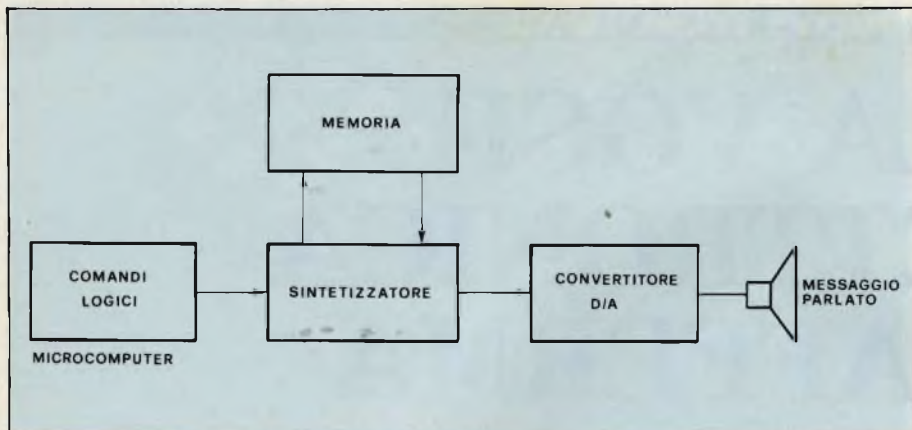 MEMORIA
COMANDI
LOGICI
MICROCOMPUTER
SINTETIZZATORE
CONVERTITORE
D/A
MESSAGGIO
PARLATO